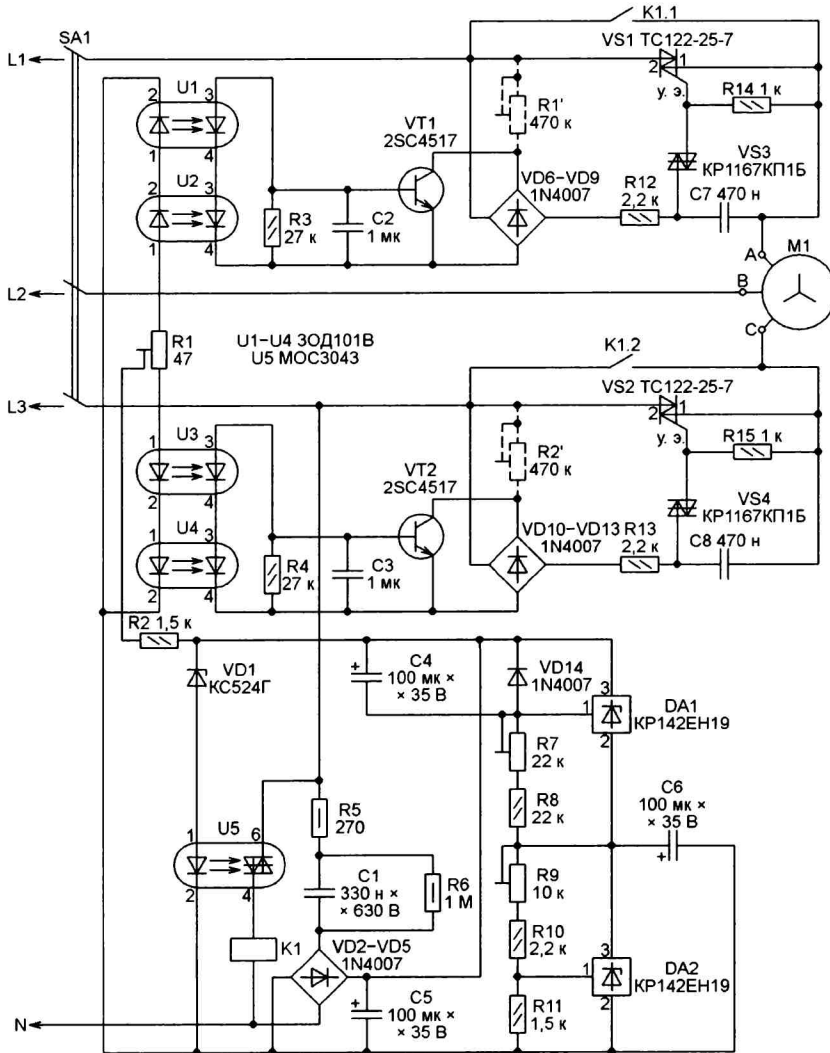 SA1
L1
K1.1
VS1 TC122-25-7
2
1
у. э.
R14 1 к
U1
2
3
1
4
VT1
2SC4517
R1'
470 к
VS3
КР1167КП1Б
U2
2
3
1
4
R3
27 к
C2
1 мк
VD6–VD9
1N4007
R12
2,2 к
C7 470 н
M1
A
B
C
L2
R1
47
U1–U4 ЗОД101В
U5 MOC3043
K1.2
VS2 TC122-25-7
2
1
у. э.
R15 1 к
L3
U3
1
3
2
4
VT2
2SC4517
R2'
470 к
VS4
КР1167КП1Б
U4
1
3
2
4
R4
27 к
C3
1 мк
VD10–VD13
1N4007
R13
2,2 к
C8 470 н
R2 1,5 к
VD1
КС524Г
C4
+
100 мк ×
× 35 В
VD14
1N4007
3
1
2
DA1
КР142ЕН19
R7
22 к
R8
22 к
C6
100 мк ×
× 35 В
+
U5
1
6
2
4
R5
270
C1
330 н ×
× 630 В
R6
1 М
R9
10 к
R10
2,2 к
K1
VD2–VD5
1N4007
3
1
2
DA2
КР142ЕН19
N
C5
+
100 мк ×
× 35 В
R11
1,5 к